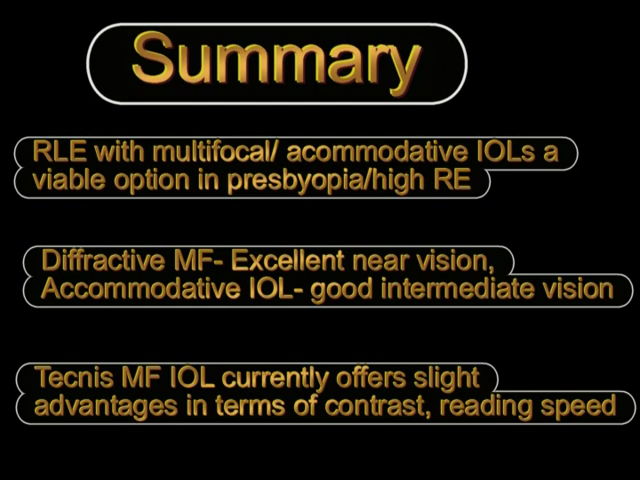 Summary
RLE with multifocal/ acommodative IOLs a
viable option in presbyopia/high RE
Diffractive MF- Excellent near vision,
Accommodative IOL- good intermediate vision
Tecnis MF IOL currently offers slight
advantages in terms of contrast, reading speed